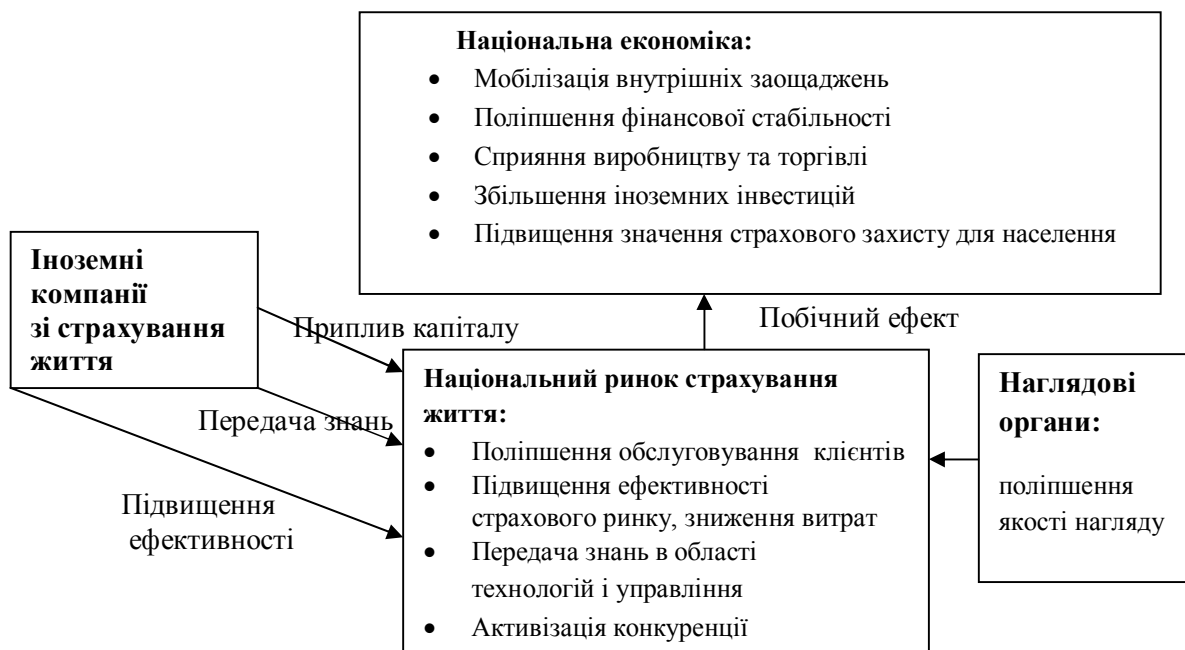 Національна економіка:
• Мобілізація внутрішніх заощаджень
• Поліпшення фінансової стабільності
• Сприяння виробництву та торгівлі
• Збільшення іноземних інвестицій
• Підвищення значення страхового захисту для населення
Іноземні
компанії
зі страхування
життя
Приплив капіталу
Передача знань
Підвищення
ефективності
Побічний ефект
Національний ринок страхування
життя:
• Поліпшення обслуговування клієнтів
• Підвищення ефективності
страхового ринку, зниження витрат
• Передача знань в області
технологій і управління
• Активізація конкуренції
Наглядові
органи:
поліпшення
якості нагляду